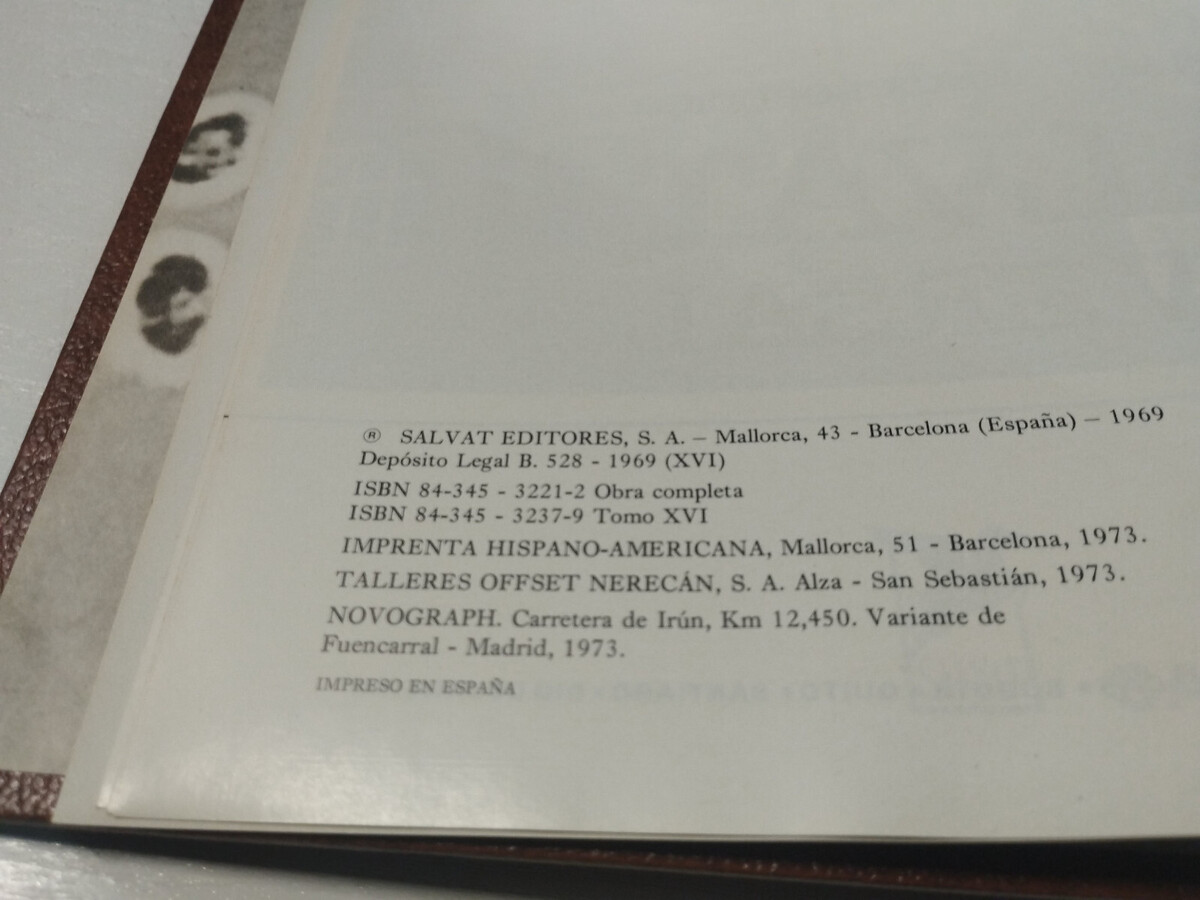 ® SALVAT EDITORES, S. A. – Mallorca, 43 - Barcelona (España) – 1969
Depósito Legal B. 528 - 1969 (XVI)
ISBN 84-345 - 3221-2 Obra completa
ISBN 84-345 - 3237-9 Tomo XVI
IMPRENTA HISPANO-AMERICANA, Mallorca, 51 - Barcelona, 1973.
TALLERES OFFSET NERECÁN, S. A. Alza - San Sebastián, 1973.
NOVOGRAPH. Carretera de Irún, Km 12,450. Variante de
Fuencarral - Madrid, 1973.
IMPRESO EN ESPAÑA